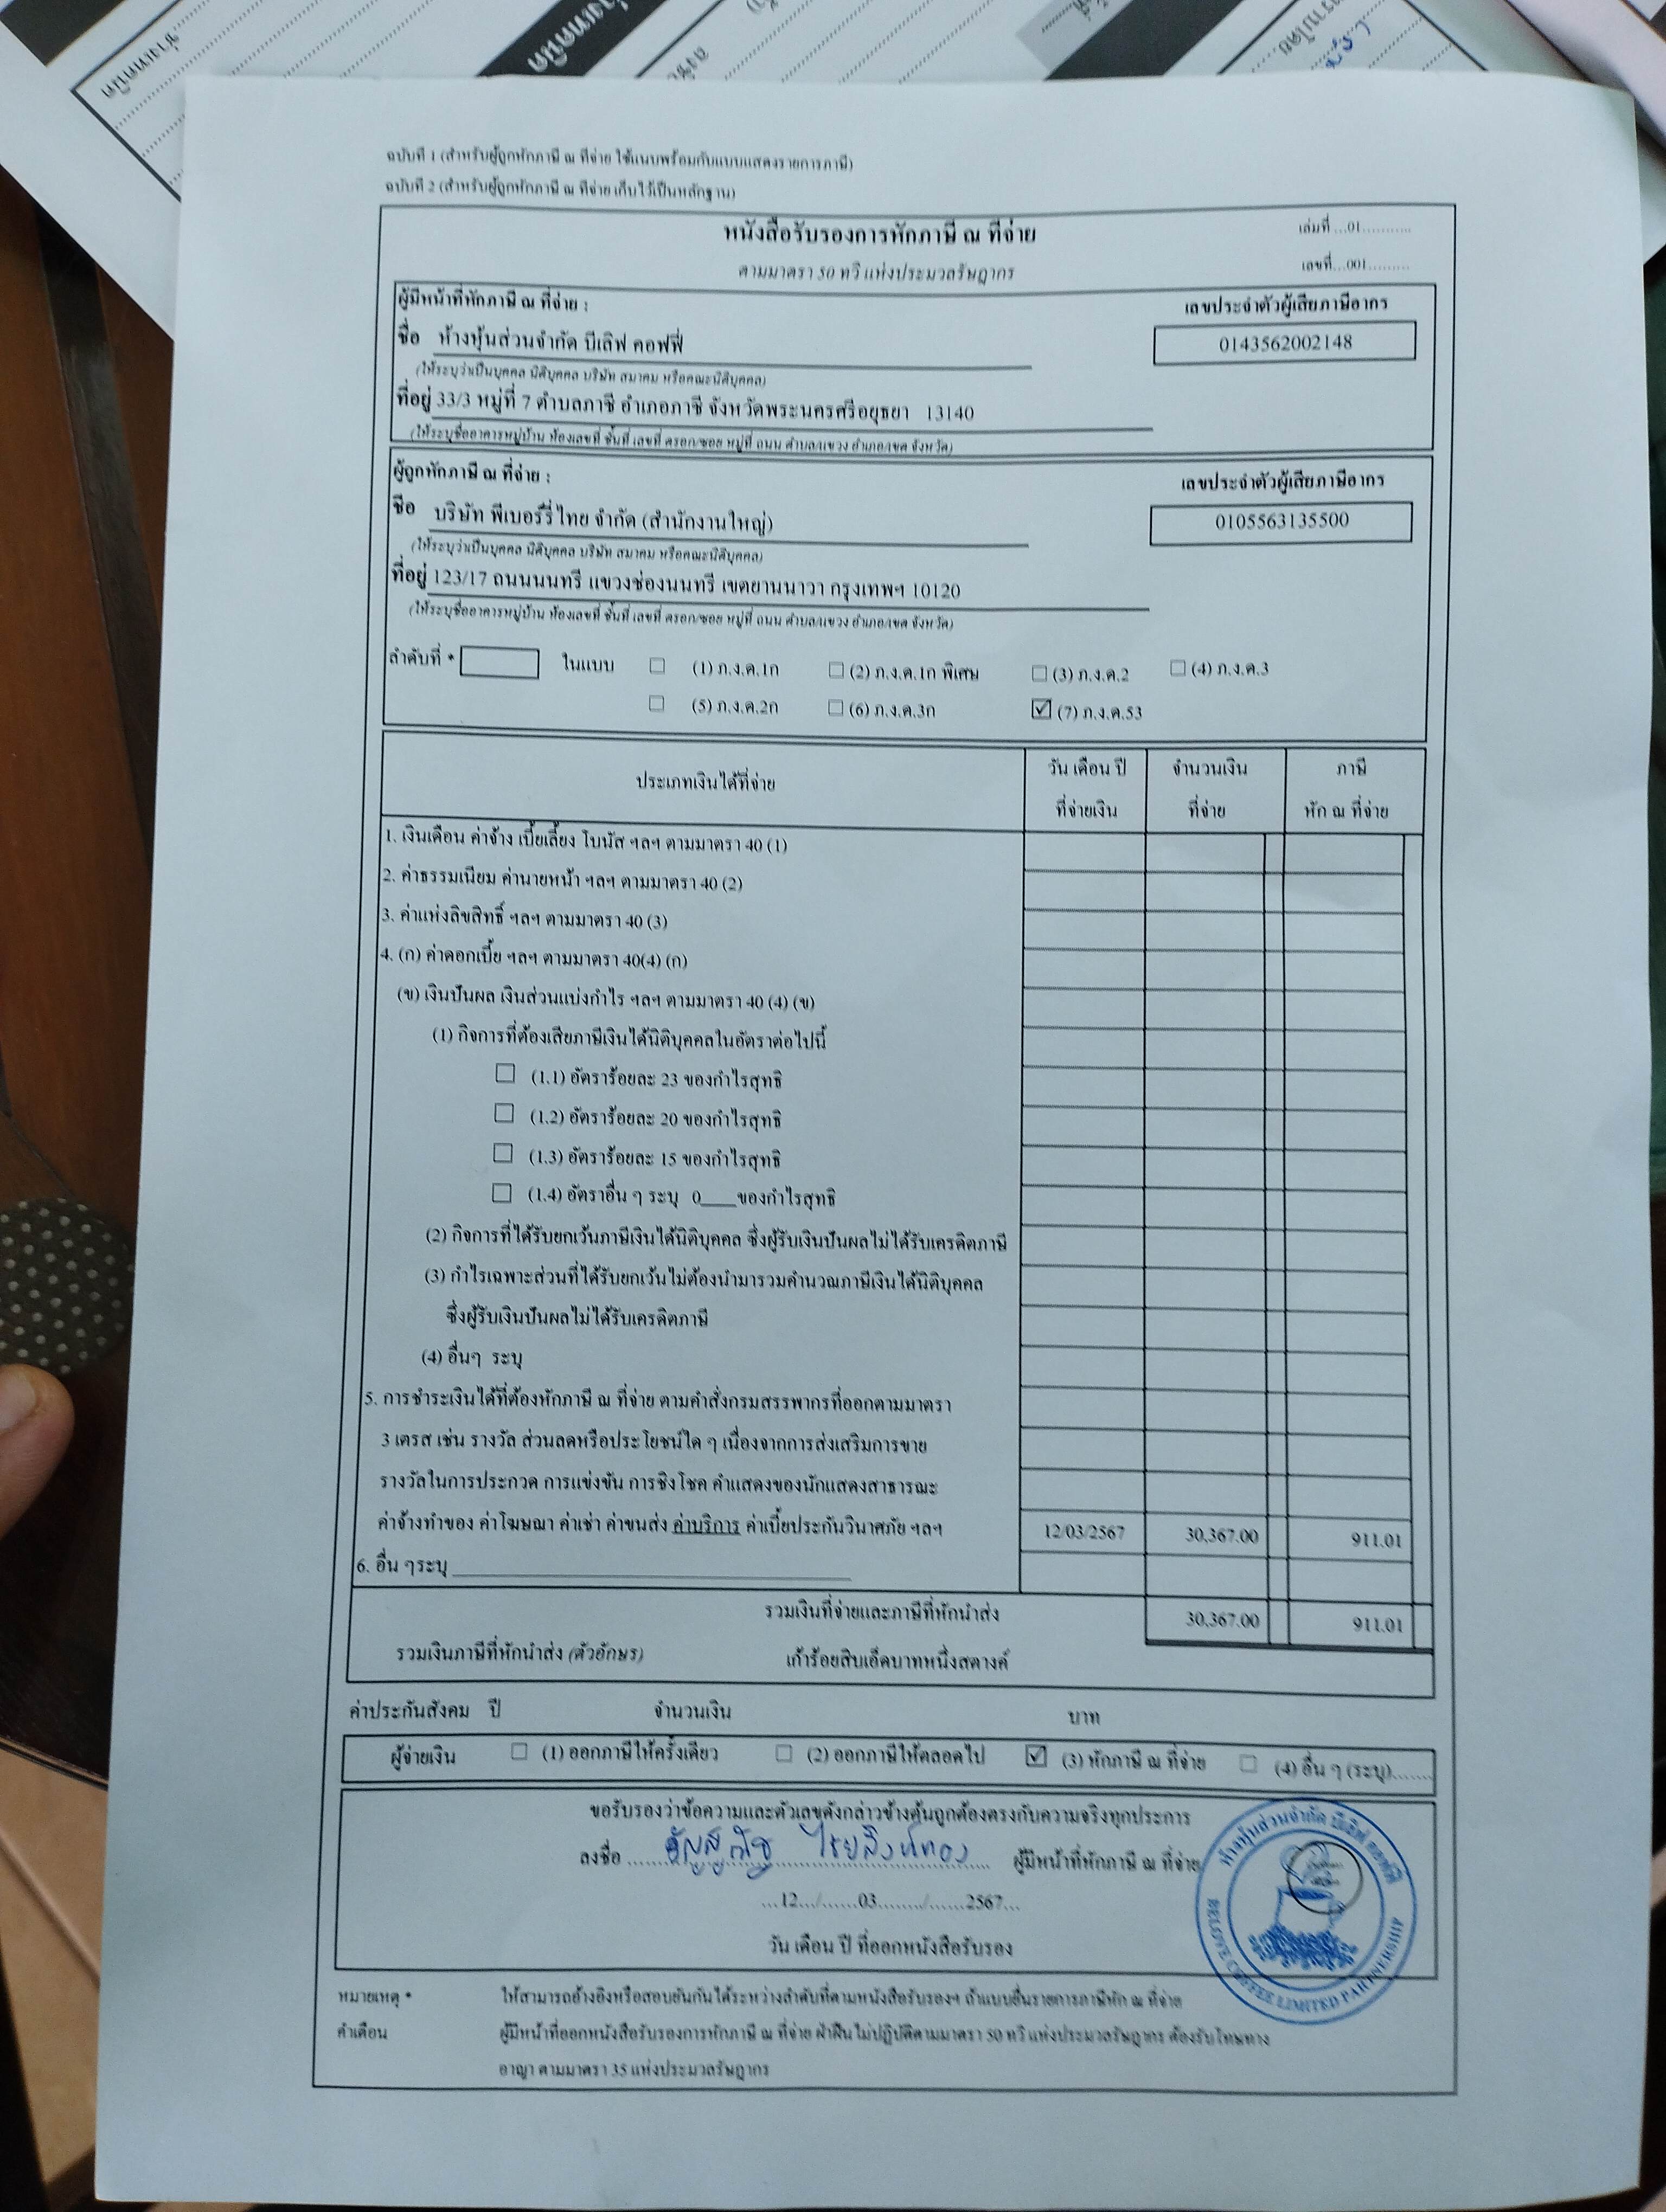 ฉบับที่ 1 (สำหรับผู้ถูกหักภาษี ณ ที่จ่าย ใช้แนบพร้อมกับแบบแสดงรายการภาษี)
ฉบับที่ 2 (สำหรับผู้ถูกหักภาษี ณ ที่จ่าย เก็บไว้เป็นหลักฐาน)
หนังสือรับรองการหักภาษี ณ ที่จ่าย
เล่มที่ ...01...........
ตามมาตรา 50 ทวิ แห่งประมวลรัษฎากร
เลขที่...001.........
ผู้มีหน้าที่หักภาษี ณ ที่จ่าย :
เลขประจำตัวผู้เสียภาษีอากร
ชื่อ ห้างหุ้นส่วนจำกัด บีเลิฟ คอฟฟี่
0143562002148
(ให้ระบุว่าเป็นบุคคล นิติบุคคล บริษัท สมาคม หรือคณะนิติบุคคล)
ที่อยู่ 33/3 หมู่ที่ 7 ตำบลภาชี อำเภอภาชี จังหวัดพระนครศรีอยุธยา 13140
(ให้ระบุชื่ออาคารหมู่บ้าน ห้องเลขที่ ชั้นที่ เลขที่ ตรอก/ซอย หมู่ที่ ถนน ตำบล/แขวง อำเภอ/เขต จังหวัด)
ผู้ถูกหักภาษี ณ ที่จ่าย :
เลขประจำตัวผู้เสียภาษีอากร
ชื่อ บริษัท พีเบอร์รี่ ไทย จำกัด (สำนักงานใหญ่)
0105563135500
(ให้ระบุว่าเป็นบุคคล นิติบุคคล บริษัท สมาคม หรือคณะนิติบุคคล)
ที่อยู่ 123/17 ถนนนนทรี แขวงช่องนนทรี เขตยานนาวา กรุงเทพฯ 10120
(ให้ระบุชื่ออาคารหมู่บ้าน ห้องเลขที่ ชั้นที่ เลขที่ ตรอก/ซอย หมู่ที่ ถนน ตำบล/แขวง อำเภอ/เขต จังหวัด)
ลำดับที่ * ในแบบ ☐ (1) ภ.ง.ด.1ก ☐ (2) ภ.ง.ด.1ก พิเศษ ☐ (3) ภ.ง.ด.2 ☐ (4) ภ.ง.ด.3
☐ (5) ภ.ง.ด.2ก ☐ (6) ภ.ง.ด.3ก ☑ (7) ภ.ง.ด.53
ประเภทเงินได้ที่จ่าย
วัน เดือน ปี ที่จ่ายเงิน
จำนวนเงิน ที่จ่าย
ภาษี หัก ณ ที่จ่าย
1. เงินเดือน ค่าจ้าง เบี้ยเลี้ยง โบนัส ฯลฯ ตามมาตรา 40 (1)
2. ค่าธรรมเนียม ค่านายหน้า ฯลฯ ตามมาตรา 40 (2)
3. ค่าแห่งลิขสิทธิ์ ฯลฯ ตามมาตรา 40 (3)
4. (ก) ค่าดอกเบี้ย ฯลฯ ตามมาตรา 40(4) (ก)
(ข) เงินปันผล เงินส่วนแบ่งกำไร ฯลฯ ตามมาตรา 40 (4) (ข)
(1) กิจการที่ต้องเสียภาษีเงินได้นิติบุคคลในอัตราต่อไปนี้
☐ (1.1) อัตราร้อยละ 23 ของกำไรสุทธิ
☐ (1.2) อัตราร้อยละ 20 ของกำไรสุทธิ
☐ (1.3) อัตราร้อยละ 15 ของกำไรสุทธิ
☐ (1.4) อัตราอื่น ๆ ระบุ 0____ของกำไรสุทธิ
(2) กิจการที่ได้รับยกเว้นภาษีเงินได้นิติบุคคล ซึ่งผู้รับเงินปันผลไม่ได้รับเครดิตภาษี
(3) กำไรเฉพาะส่วนที่ได้รับยกเว้นไม่ต้องนำมารวมคำนวณภาษีเงินได้นิติบุคคล
ซึ่งผู้รับเงินปันผลไม่ได้รับเครดิตภาษี
(4) อื่นๆ ระบุ
5. การชำระเงินได้ที่ต้องหักภาษี ณ ที่จ่าย ตามคำสั่งกรมสรรพากรที่ออกตามมาตรา
3 เตรส เช่น รางวัล ส่วนลดหรือประโยชน์ใด ๆ เนื่องจากการส่งเสริมการขาย
รางวัลในการประกวด การแข่งขัน การชิงโชค ค่าแสดงของนักแสดงสาธารณะ
ค่าจ้างทำของ ค่าโฆษณา ค่าเช่า ค่าขนส่ง ค่าบริการ ค่าเบี้ยประกันวินาศภัย ฯลฯ 12/03/2567 30,367.00 911.01
6. อื่น ๆระบุ
รวมเงินที่จ่ายและภาษีที่หักนำส่ง 30,367.00 911.01
รวมเงินภาษีที่หักนำส่ง (ตัวอักษร) เก้าร้อยสิบเอ็ดบาทหนึ่งสตางค์
ค่าประกันสังคม ปี จำนวนเงิน บาท
ผู้จ่ายเงิน ☐ (1) ออกภาษีให้ครั้งเดียว ☐ (2) ออกภาษีให้ตลอดไป ☑ (3) หักภาษี ณ ที่จ่าย ☐ (4) อื่น ๆ (ระบุ).......
ขอรับรองว่าข้อความและตัวเลขดังกล่าวข้างต้นถูกต้องตรงกับความจริงทุกประการ
ลงชื่อ ผู้มีหน้าที่หักภาษี ณ ที่จ่าย
...12.../......03......../......2567...
วัน เดือน ปี ที่ออกหนังสือรับรอง
ห้างหุ้นส่วนจำกัด บีเลิฟ คอฟฟี่
COFFEE LIMITED PARTNERSHIP
หมายเหตุ * ให้สามารถอ้างอิงหรือสอบยันกันได้ระหว่างลำดับที่ตามหนังสือรับรองฯ ถ้าแบบยื่นรายการภาษีหัก ณ ที่จ่าย
คำเตือน ผู้มีหน้าที่ออกหนังสือรับรองการหักภาษี ณ ที่จ่าย ฝ่าฝืนไม่ปฏิบัติตามมาตรา 50 ทวิ แห่งประมวลรัษฎากร ต้องรับโทษทาง
อาญา ตามมาตรา 35 แห่งประมวลรัษฎากร